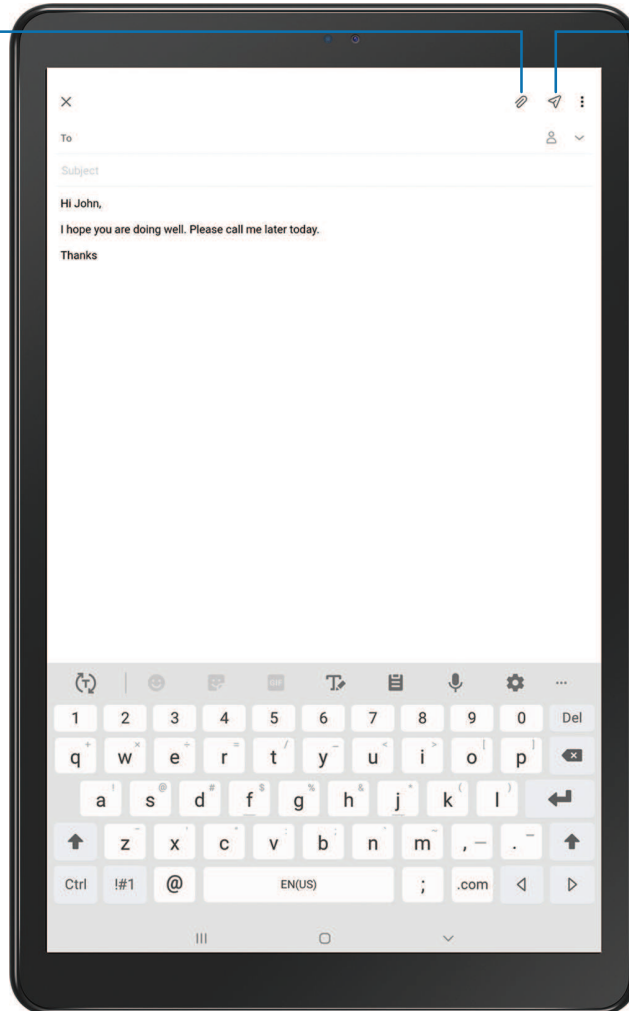 To
Subject
Hi John,
I hope you are doing well. Please call me later today.
Thanks
GIF
1 2 3 4 5 6 7 8 9 0 Del
q + w × e ÷ r = t / y _ u < i > o [ p ]
a ! s @ d # f $ g % h & j * k ( l )
z x c v b n m , — .
Ctrl !#1 @ EN(US) ; .com